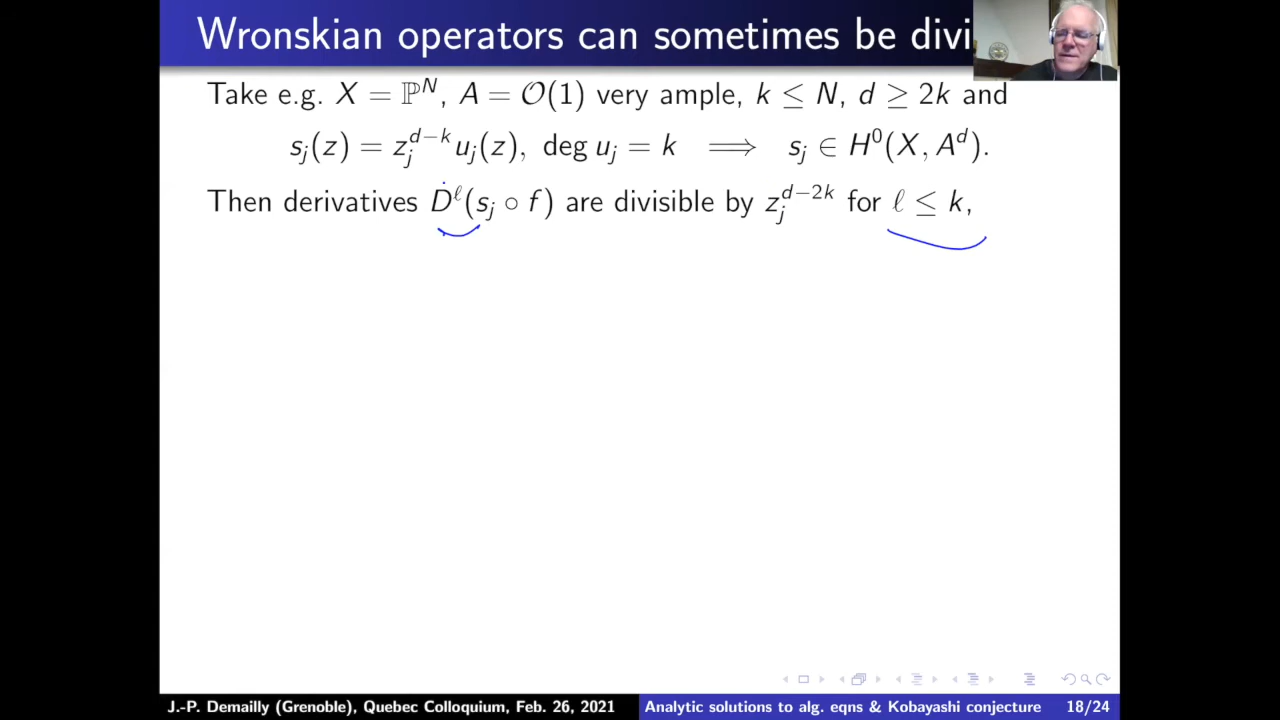 Wronskian operators can sometimes be divi
Take e.g. X = ℙ^N, A = 𝒪(1) very ample, k ≤ N, d ≥ 2k and
s_j(z) = z_j^{d−k} u_j(z), deg u_j = k ⟹ s_j ∈ H^0(X, A^d).
Then derivatives D^ℓ(s_j ∘ f) are divisible by z_j^{d−2k} for ℓ ≤ k,
J.-P. Demailly (Grenoble), Quebec Colloquium, Feb. 26, 2021 Analytic solutions to alg. eqns & Kobayashi conjecture 18/24